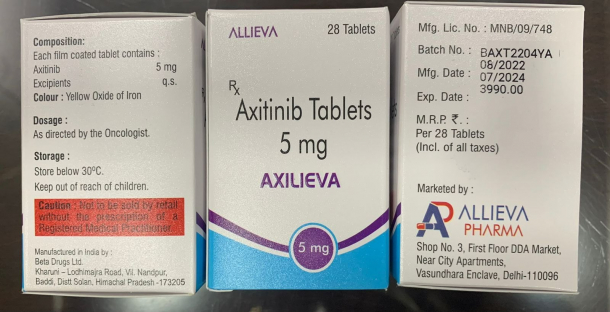 Composition:
Each film coated tablet contains :
Axitinib 5 mg
Excipients q.s.
Colour : Yellow Oxide of Iron
Dosage :
As directed by the Oncologist.
Storage :
Store below 30⁰C.
Keep out of reach of children.
Caution : Not to be sold by retail
without the prescription of a
Registered Medical Practitioner.
Manufactured in India by :
Beta Drugs Ltd.
Kharuni – Lodhimajra Road, Vil. Nandpur,
Baddi, Distt Solan, Himachal Pradesh -173205
ALLIEVA 28 Tablets
Rx
Axitinib Tablets
5 mg
AXILIEVA
5 mg
Mfg. Lic. No. : MNB/09/748
Batch No. : BAXT2204YA
08/2022
Mfg. Date : 07/2024
3990.00
Exp. Date :
M.R.P. ₹. :
Per 28 Tablets
(Incl. of all taxes)
Marketed by :
ALLIEVA
PHARMA
Shop No. 3, First Floor DDA Market,
Near City Apartments,
Vasundhara Enclave, Delhi-110096